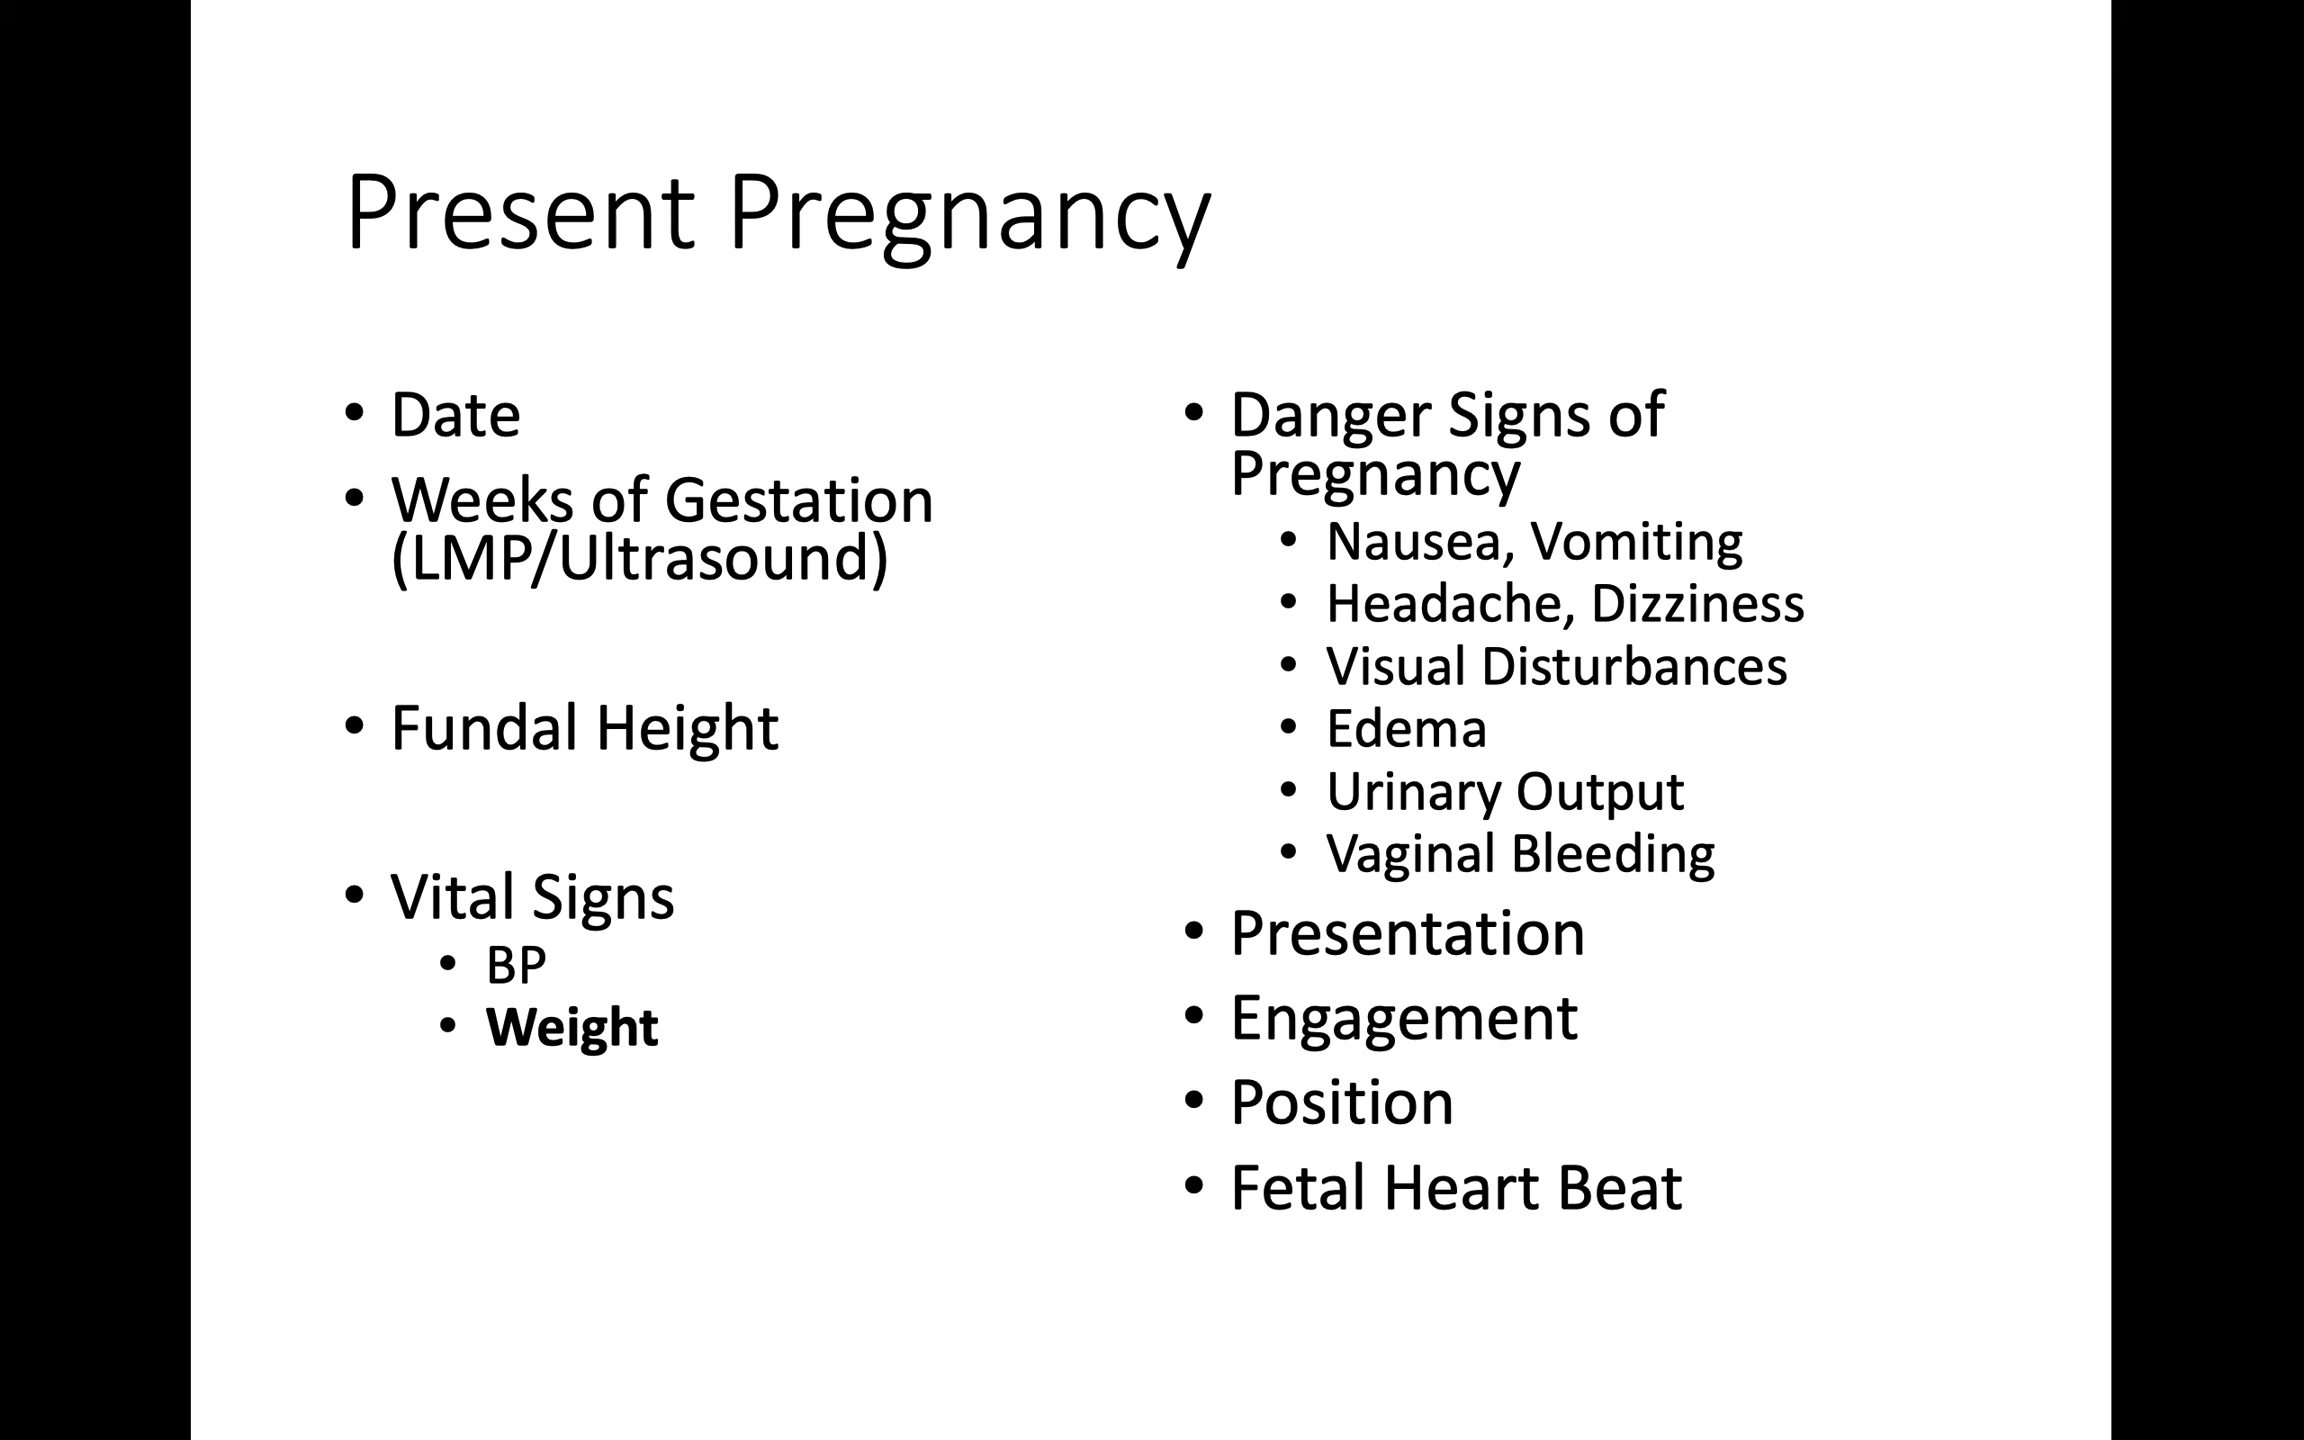 Present Pregnancy
• Date
• Weeks of Gestation
(LMP/Ultrasound)
• Fundal Height
• Vital Signs
• BP
• Weight
• Danger Signs of
Pregnancy
• Nausea, Vomiting
• Headache, Dizziness
• Visual Disturbances
• Edema
• Urinary Output
• Vaginal Bleeding
• Presentation
• Engagement
• Position
• Fetal Heart Beat